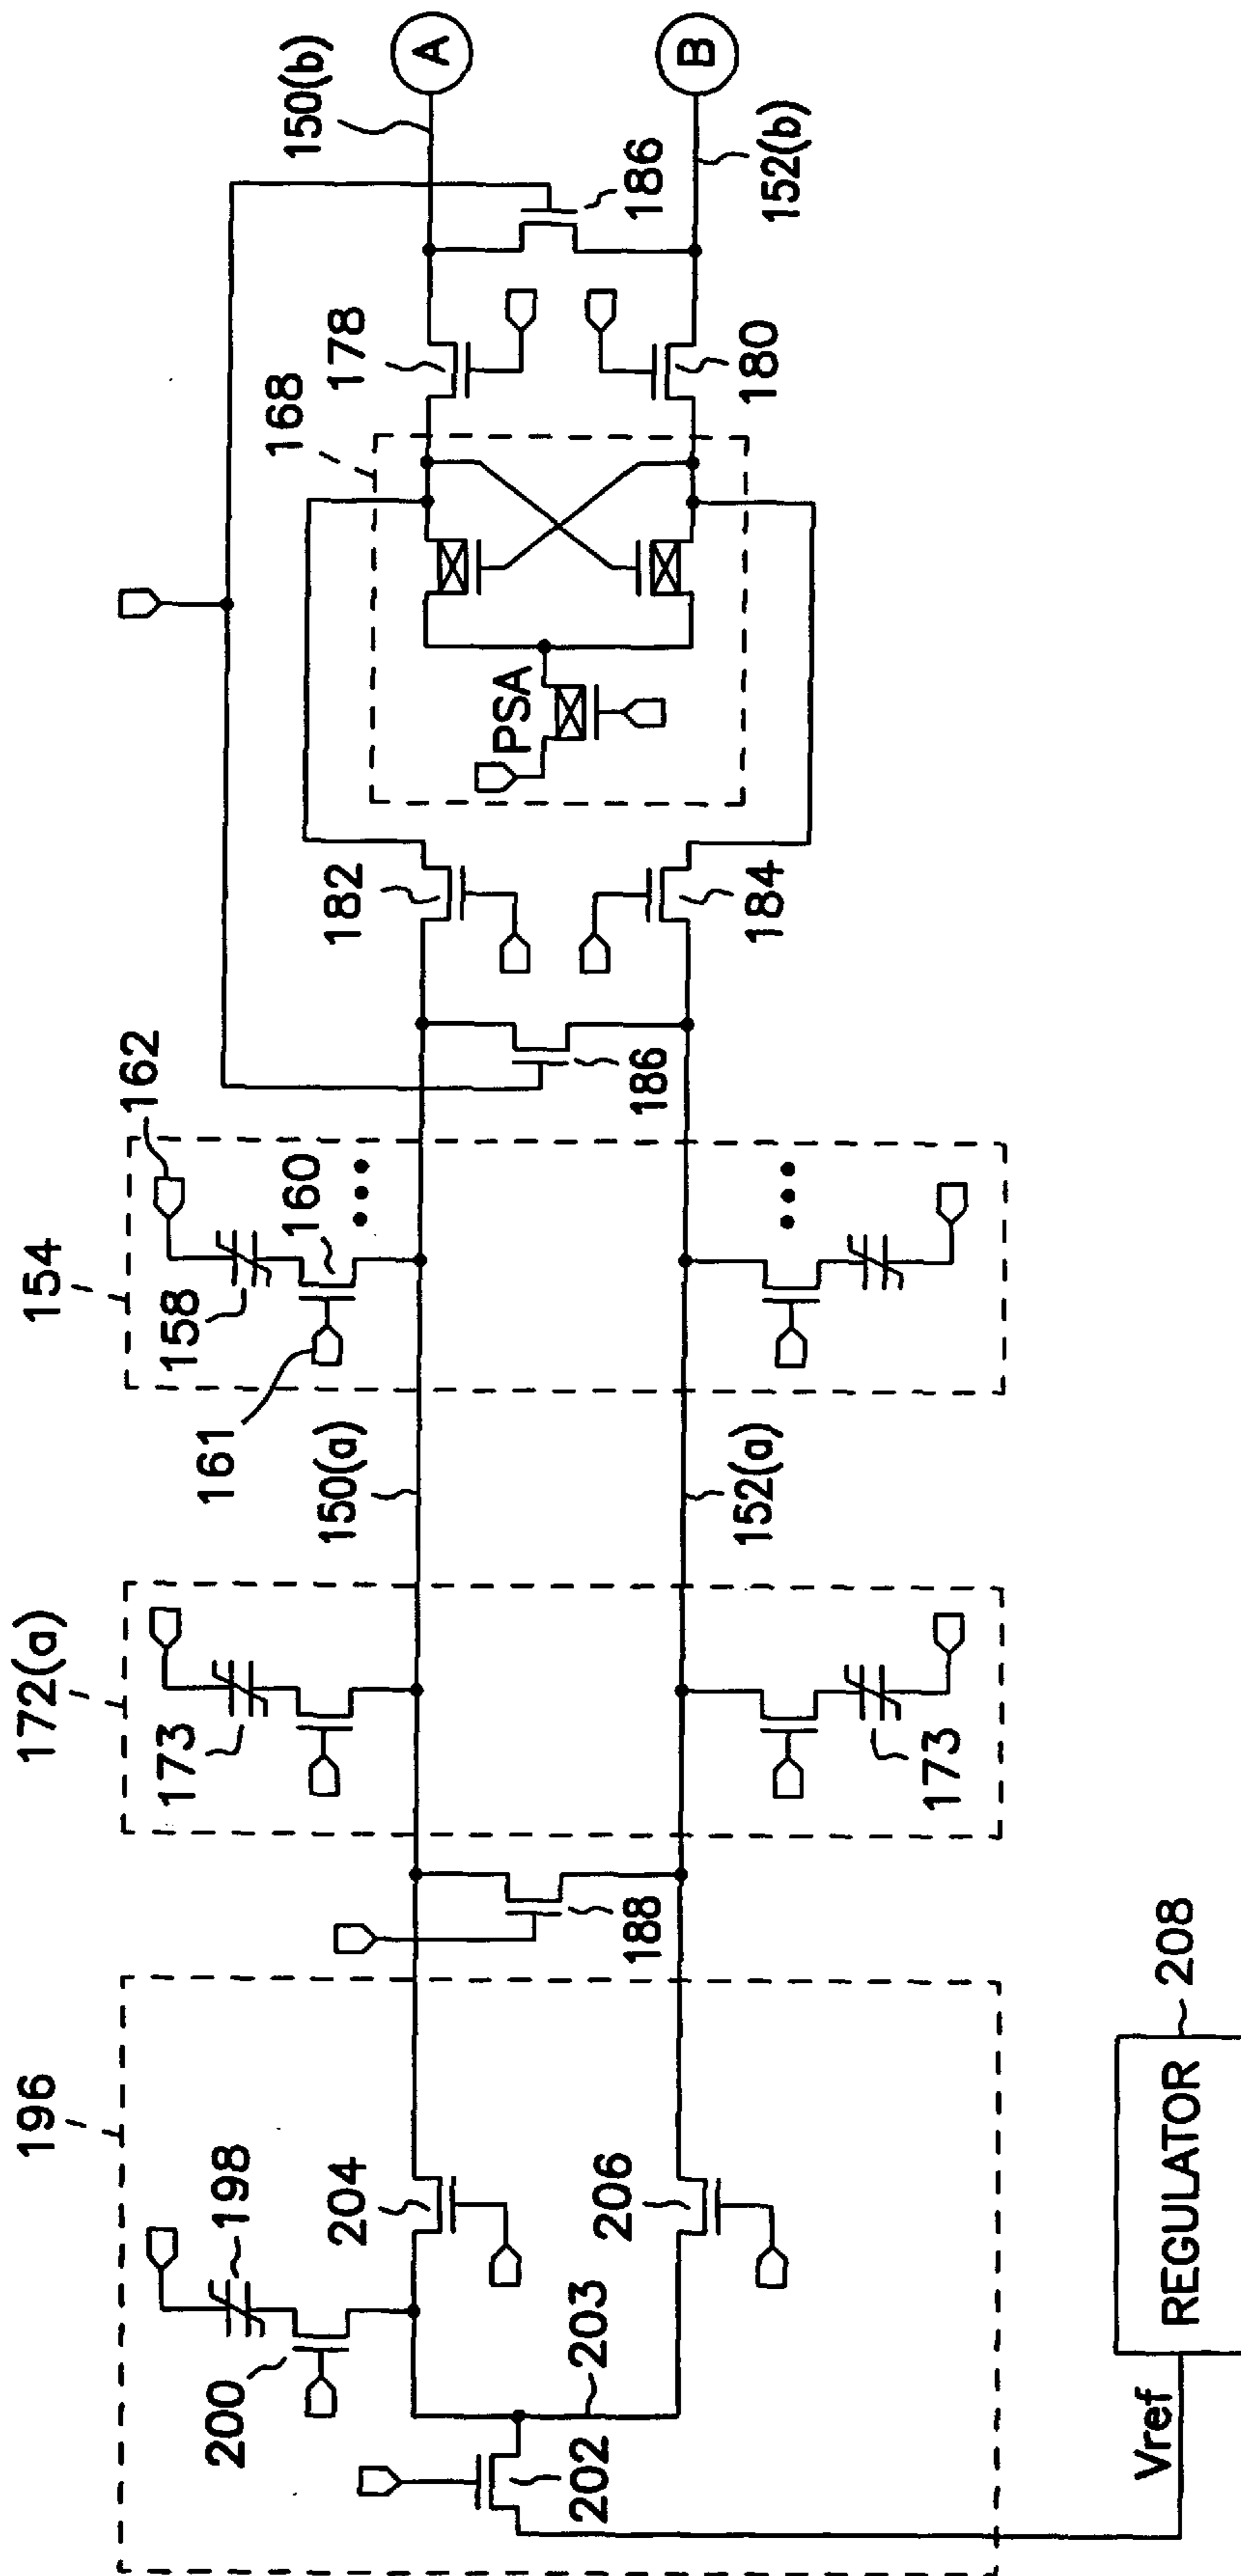 196
198
200
204
206
203
202
Vref
REGULATOR
208
188
172(a)
173
173
150(a)
152(a)
154
162
158
160
161
186
182
184
PSA
168
178
180
186
150(b)
152(b)
A
B